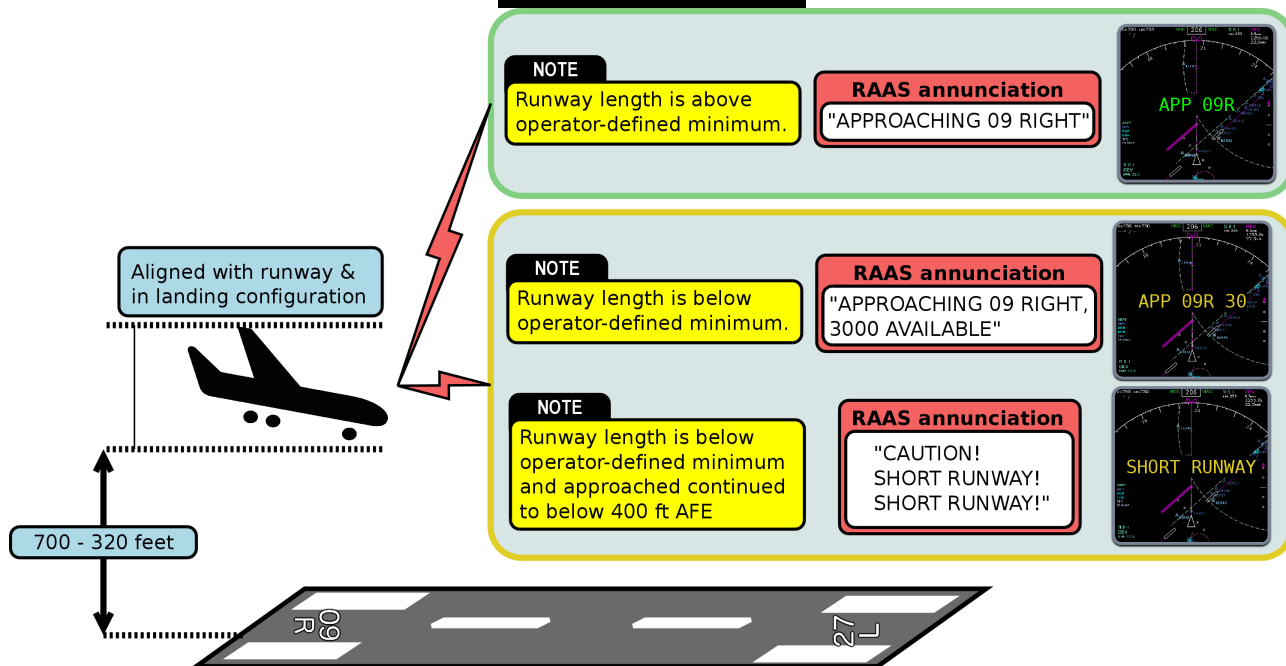 NOTE
Runway length is above
operator-defined minimum.
RAAS annunciation
"APPROACHING 09 RIGHT"
206
APP 09R
Aligned with runway &
in landing configuration
NOTE
Runway length is below
operator-defined minimum.
RAAS annunciation
"APPROACHING 09 RIGHT,
3000 AVAILABLE"
206
APP 09R 30
NOTE
Runway length is below
operator-defined minimum
and approached continued
to below 400 ft AFE
RAAS annunciation
"CAUTION!
SHORT RUNWAY!
SHORT RUNWAY!"
206
SHORT RUNWAY
700 - 320 feet
09
R
27
L